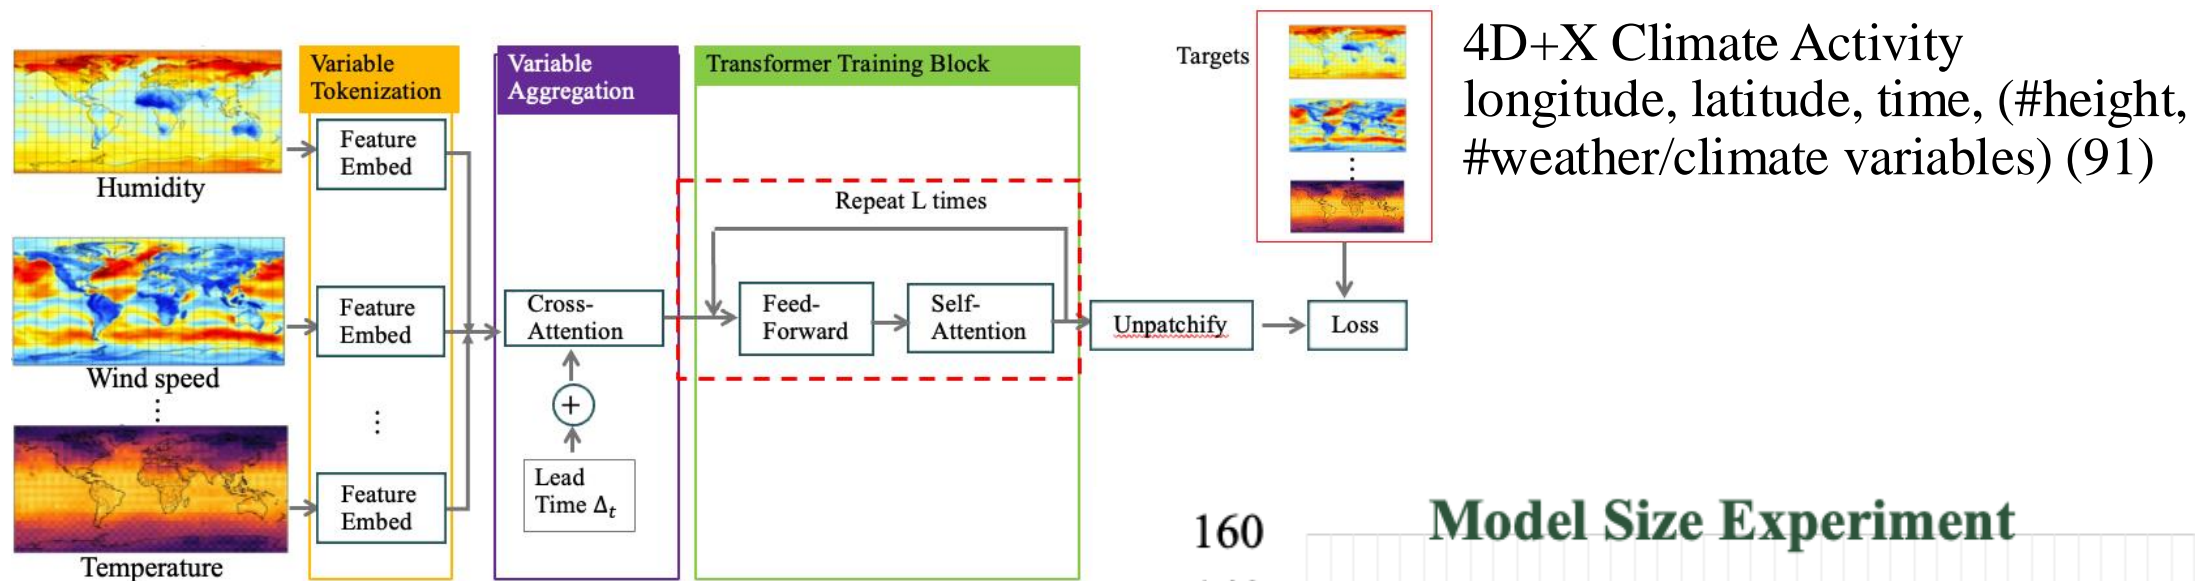 Humidity
Wind speed
Temperature
Variable
Tokenization
Feature
Embed
Feature
Embed
⋮
Feature
Embed
Variable
Aggregation
Cross-
Attention
+
Lead
Time Δt
Transformer Training Block
Repeat L times
Feed-
Forward
Self-
Attention
Unpatchify
Loss
Targets
4D+X Climate Activity
longitude, latitude, time, (#height,
#weather/climate variables) (91)
Model Size Experiment
160